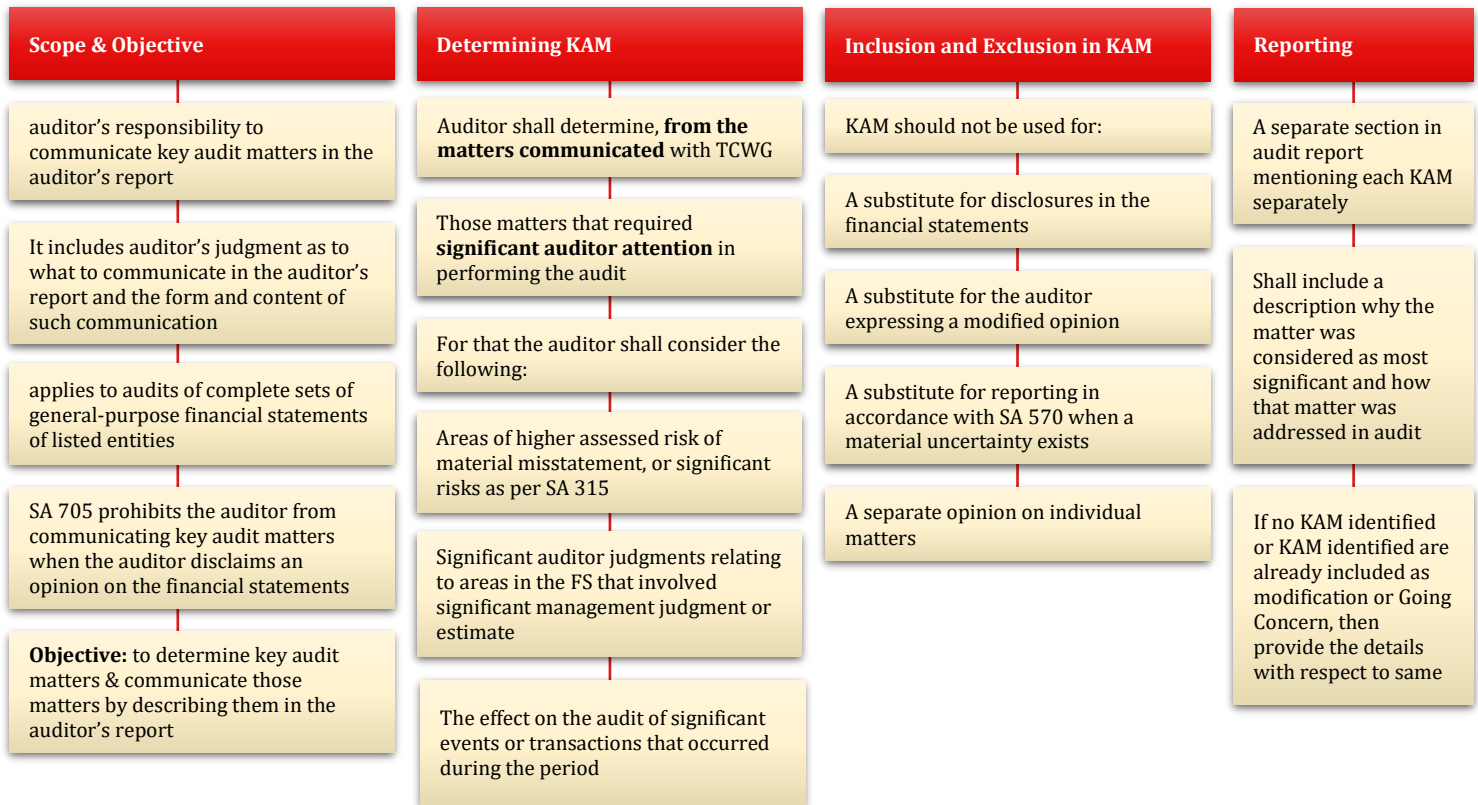 Scope & Objective
auditor's responsibility to
communicate key audit matters in the
auditor's report
It includes auditor's judgment as to
what to communicate in the auditor's
report and the form and content of
such communication
applies to audits of complete sets of
general-purpose financial statements
of listed entities
SA 705 prohibits the auditor from
communicating key audit matters
when the auditor disclaims an
opinion on the financial statements
Objective: to determine key audit
matters & communicate those
matters by describing them in the
auditor's report
Determining KAM
Auditor shall determine, from the
matters communicated with TCWG
Those matters that required
significant auditor attention in
performing the audit
For that the auditor shall consider the
following:
Areas of higher assessed risk of
material misstatement, or significant
risks as per SA 315
Significant auditor judgments relating
to areas in the FS that involved
significant management judgment or
estimate
The effect on the audit of significant
events or transactions that occurred
during the period
Inclusion and Exclusion in KAM
KAM should not be used for:
A substitute for disclosures in the
financial statements
A substitute for the auditor
expressing a modified opinion
A substitute for reporting in
accordance with SA 570 when a
material uncertainty exists
A separate opinion on individual
matters
Reporting
A separate section in
audit report
mentioning each KAM
separately
Shall include a
description why the
matter was
considered as most
significant and how
that matter was
addressed in audit
If no KAM identified
or KAM identified are
already included as
modification or Going
Concern, then
provide the details
with respect to same